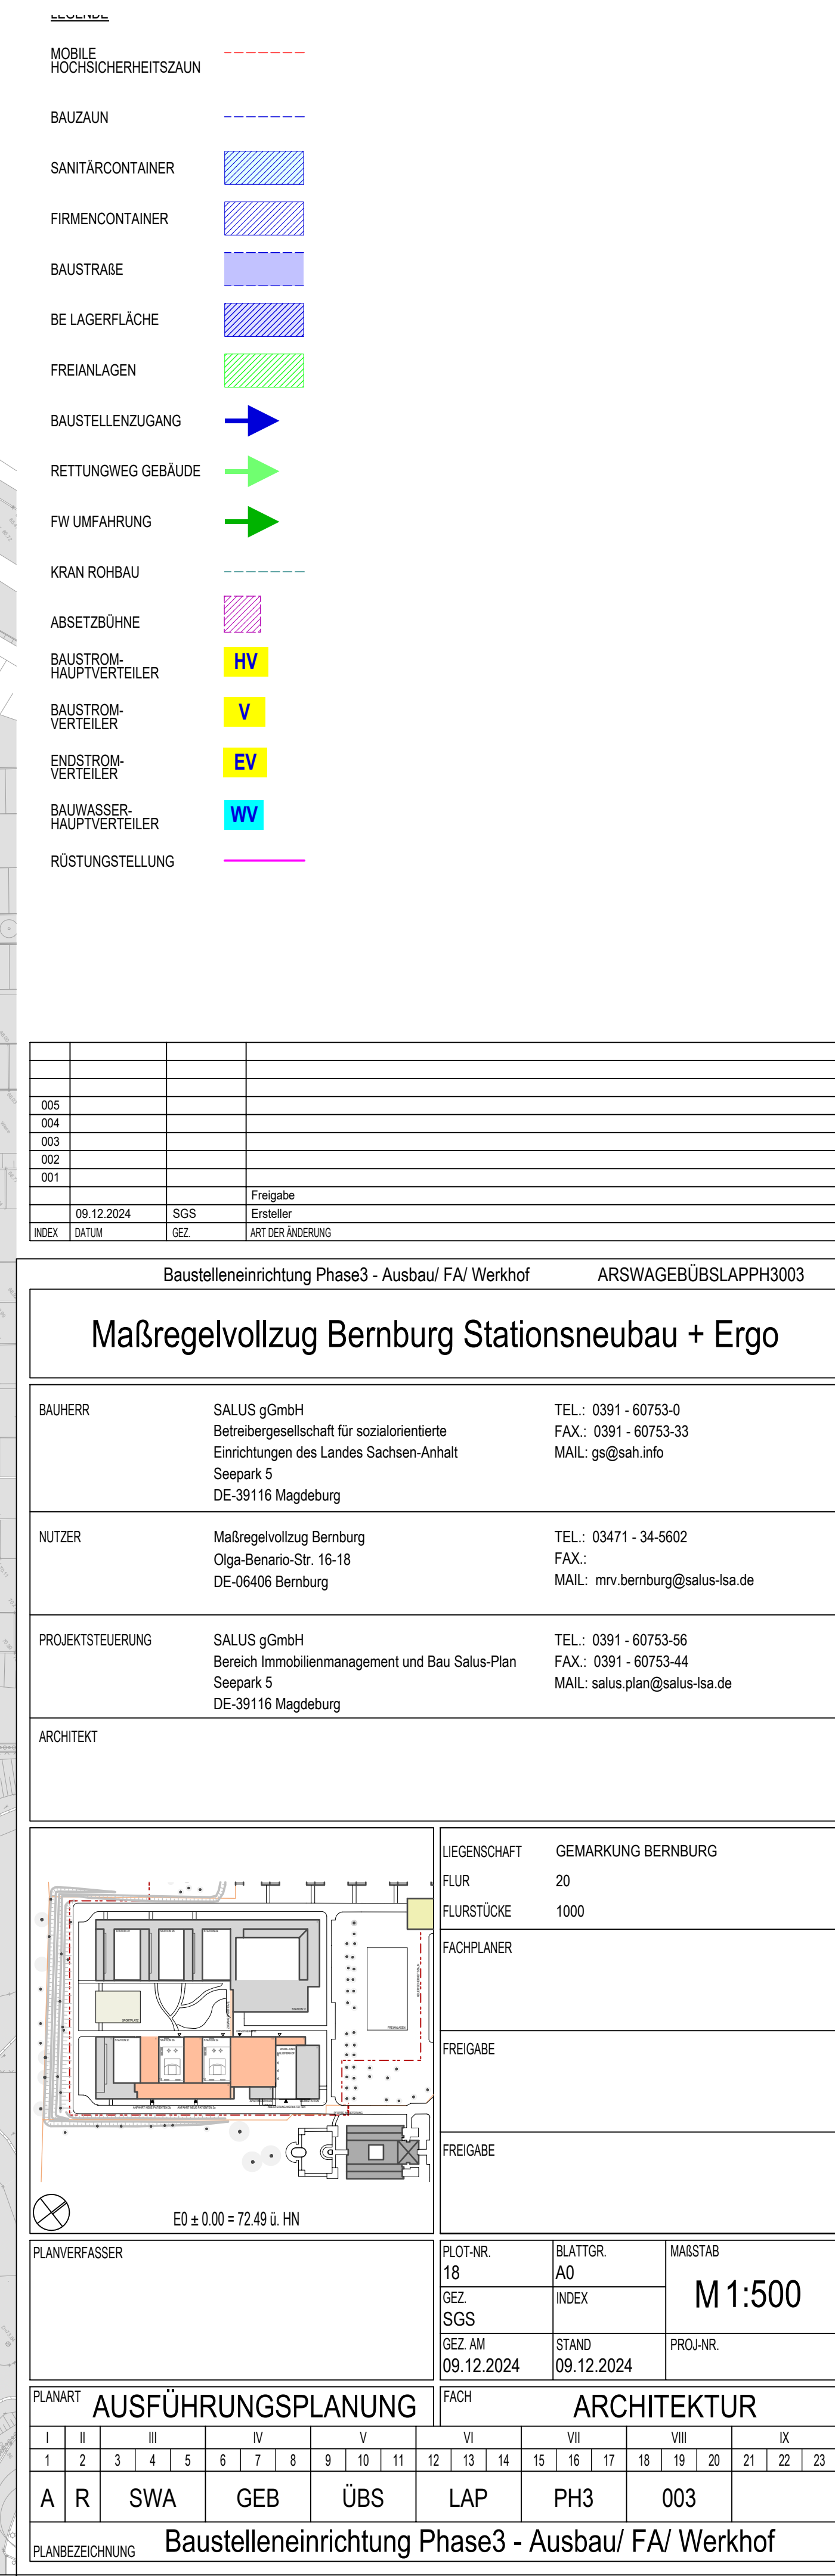 LEGENDE
MOBILE
HOCHSICHERHEITSZAUN
BAUZAUN
SANITÄRCONTAINER
FIRMENCONTAINER
BAUSTRAßE
BE LAGERFLÄCHE
FREIANLAGEN
BAUSTELLENZUGANG
RETTUNGWEG GEBÄUDE
FW UMFAHRUNG
KRAN ROHBAU
ABSETZBÜHNE
BAUSTROM-
HAUPTVERTEILER HV
BAUSTROM-
VERTEILER V
ENDSTROM-
VERTEILER EV
BAUWASSER-
HAUPTVERTEILER WV
RÜSTUNGSTELLUNG
005
004
003
002
001
Freigabe
09.12.2024 SGS Ersteller
INDEX DATUM GEZ. ART DER ÄNDERUNG
Baustelleneinrichtung Phase3 - Ausbau/ FA/ Werkhof ARSWAGEBÜBSLAPPH3003
Maßregelvollzug Bernburg Stationsneubau + Ergo
BAUHERR SALUS gGmbH TEL.: 0391 - 60753-0
Betreibergesellschaft für sozialorientierte FAX.: 0391 - 60753-33
Einrichtungen des Landes Sachsen-Anhalt MAIL: gs@sah.info
Seepark 5
DE-39116 Magdeburg
NUTZER Maßregelvollzug Bernburg TEL.: 03471 - 34-5602
Olga-Benario-Str. 16-18 FAX.:
DE-06406 Bernburg MAIL: mrv.bernburg@salus-lsa.de
PROJEKTSTEUERUNG SALUS gGmbH TEL.: 0391 - 60753-56
Bereich Immobilienmanagement und Bau Salus-Plan FAX.: 0391 - 60753-44
Seepark 5 MAIL: salus.plan@salus-lsa.de
DE-39116 Magdeburg
ARCHITEKT
E0 ± 0.00 = 72.49 ü. HN
LIEGENSCHAFT GEMARKUNG BERNBURG
FLUR 20
FLURSTÜCKE 1000
FACHPLANER
FREIGABE
FREIGABE
PLANVERFASSER
PLOT-NR. BLATTGR. MAßSTAB
18 A0 M 1:500
GEZ. INDEX
SGS
GEZ. AM STAND PROJ-NR.
09.12.2024 09.12.2024
PLANART AUSFÜHRUNGSPLANUNG FACH ARCHITEKTUR
I II III IV V VI VII VIII IX
1 2 3 4 5 6 7 8 9 10 11 12 13 14 15 16 17 18 19 20 21 22 23
A R SWA GEB ÜBS LAP PH3 003
PLANBEZEICHNUNG Baustelleneinrichtung Phase3 - Ausbau/ FA/ Werkhof